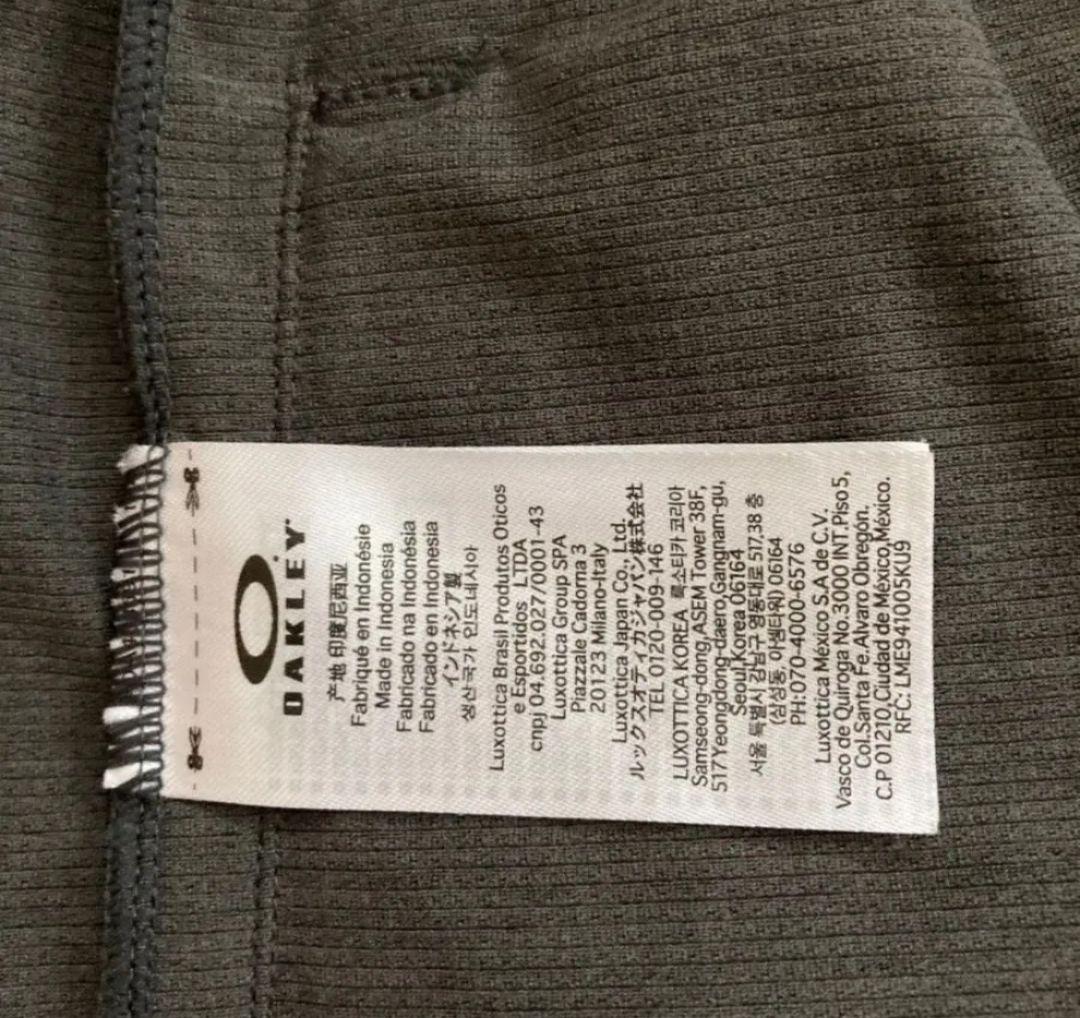 OAKLEY
产地 印度尼西亚
Fabriqué en Indonésie
Made in Indonesia
Fabricado na Indonésia
Fabricado en Indonesia
インドネシア製
생산국가 인도네시아
Luxottica Brasil Produtos Oticos
e Esportidos LTDA
cnpj 04.692.027/0001-43
Luxottica Group SPA
Piazzale Cadorna 3
20123 Milano-Italy
Luxottica Japan Co., Ltd.
ルックスオティカジャパン株式会社
TEL 0120-009-146
LUXOTTICA KOREA 룩소티카 코리아
Samseong-dong,ASEM Tower 38F,
517Yeongdong-daero,Gangnam-gu,
Seoul,Korea 06164
서울 특별시 강남구 영동대로 517,38 층
(삼성동, 아셈타워) 06164
PH:070-4000-6576
Luxottica México S.A de C.V.
Vasco de Quiroga No.3000 INT.Piso5,
Col.Santa Fe.Alvaro Obregón.
C.P 01210,Ciudad de México,México.
RFC: LME941005KU9